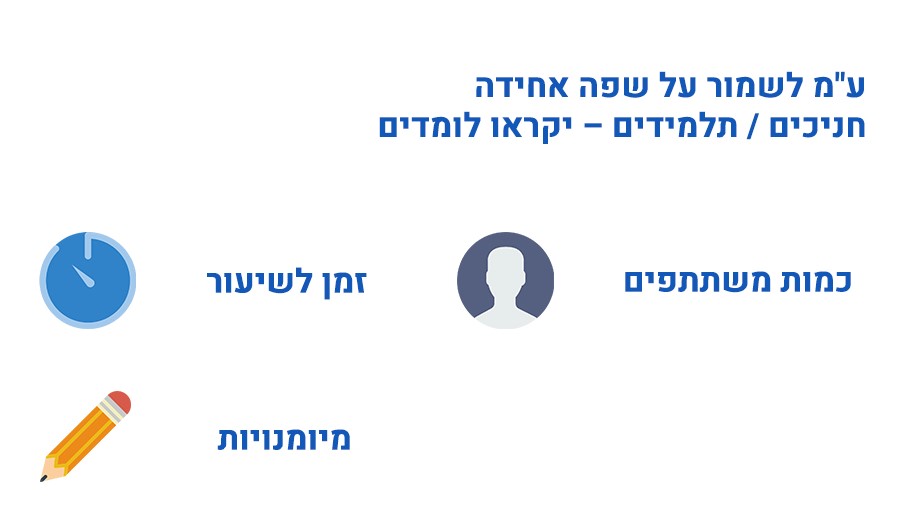 ע"מ לשמור על שפה אחידה
חניכים / תלמידים – יקראו לומדים
כמות משתתפים
זמן לשיעור
מיומנויות